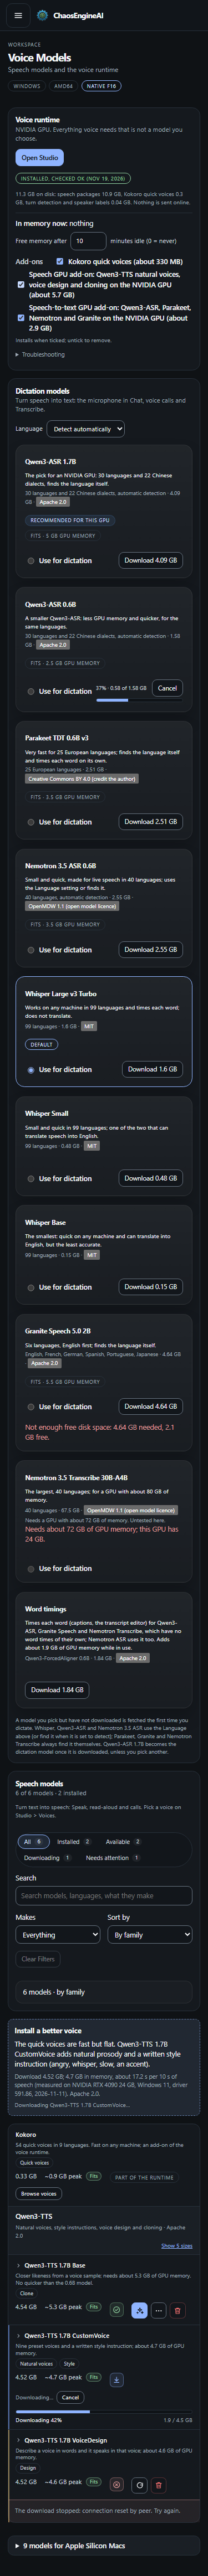 ChaosEngineAI
WORKSPACE
Voice Models
Speech models and the voice runtime
WINDOWS
AMD64
NATIVE F16
Voice runtime
NVIDIA GPU. Everything voice needs that is not a model you choose.
Open Studio
INSTALLED, CHECKED OK (NOV 19, 2026)
11.3 GB on disk: speech packages 10.9 GB, Kokoro quick voices 0.3 GB, turn detection and speaker labels 0.04 GB. Nothing is sent online.
In memory now: nothing
Free memory after 10 minutes idle (0 = never)
Add-ons
Kokoro quick voices (about 330 MB)
Speech GPU add-on: Qwen3-TTS natural voices, voice design and cloning on the NVIDIA GPU (about 5.7 GB)
Speech-to-text GPU add-on: Qwen3-ASR, Parakeet, Nemotron and Granite on the NVIDIA GPU (about 2.9 GB)
Installs when ticked; untick to remove.
Troubleshooting
Dictation models
Turn speech into text: the microphone in Chat, voice calls and Transcribe.
Language
Detect automatically
Qwen3-ASR 1.7B
The pick for an NVIDIA GPU: 30 languages and 22 Chinese dialects, finds the language itself.
30 languages and 22 Chinese dialects, automatic detection · 4.09 GB · Apache 2.0
RECOMMENDED FOR THIS GPU
FITS · 5 GB GPU MEMORY
Use for dictation
Download 4.09 GB
Qwen3-ASR 0.6B
A smaller Qwen3-ASR: less GPU memory and quicker, for the same languages.
30 languages and 22 Chinese dialects, automatic detection · 1.58 GB · Apache 2.0
FITS · 2.5 GB GPU MEMORY
Use for dictation
37% · 0.58 of 1.58 GB
Cancel
Parakeet TDT 0.6B v3
Very fast for 25 European languages; finds the language itself and times each word on its own.
25 European languages · 2.51 GB ·
Creative Commons BY 4.0 (credit the author)
FITS · 3.5 GB GPU MEMORY
Use for dictation
Download 2.51 GB
Nemotron 3.5 ASR 0.6B
Small and quick, made for live speech in 40 languages; uses the Language setting or finds it.
40 languages, automatic detection · 2.55 GB ·
OpenMDW 1.1 (open model licence)
FITS · 3.5 GB GPU MEMORY
Use for dictation
Download 2.55 GB
Whisper Large v3 Turbo
Works on any machine in 99 languages and times each word; does not translate.
99 languages · 1.6 GB · MIT
DEFAULT
Use for dictation
Download 1.6 GB
Whisper Small
Small and quick in 99 languages; one of the two that can translate speech into English.
99 languages · 0.48 GB · MIT
Use for dictation
Download 0.48 GB
Whisper Base
The smallest: quick on any machine and can translate into English, but the least accurate.
99 languages · 0.15 GB · MIT
Use for dictation
Download 0.15 GB
Granite Speech 5.0 2B
Six languages, English first; finds the language itself.
English, French, German, Spanish, Portuguese, Japanese · 4.64 GB · Apache 2.0
FITS · 5.5 GB GPU MEMORY
Use for dictation
Download 4.64 GB
Not enough free disk space: 4.64 GB needed, 2.1 GB free.
Nemotron 3.5 Transcribe 30B-A4B
The largest, 40 languages; for a GPU with about 80 GB of memory.
40 languages · 67.5 GB · OpenMDW 1.1 (open model licence)
Needs a GPU with about 72 GB of memory. Untested here.
Needs about 72 GB of GPU memory; this GPU has 24 GB.
Use for dictation
Word timings
Times each word (captions, the transcript editor) for Qwen3-ASR, Granite Speech and Nemotron Transcribe, which have no word times of their own; Nemotron ASR uses it too. Adds about 1.9 GB of GPU memory while in use.
Qwen3-ForcedAligner 0.6B · 1.84 GB · Apache 2.0
Download 1.84 GB
A model you pick but have not downloaded is fetched the first time you dictate. Whisper, Qwen3-ASR and Nemotron 3.5 ASR use the Language above (or find it when it is set to detect); Parakeet, Granite and Nemotron Transcribe always find it themselves. Qwen3-ASR 1.7B becomes the dictation model once it is downloaded, unless you pick another.
Speech models
6 of 6 models · 2 installed
Turn text into speech: Speak, read-aloud and calls. Pick a voice on Studio > Voices.
All 6
Installed 2
Available 2
Downloading 1
Needs attention 1
Search
Search models, languages, what they make
Makes
Sort by
Everything
By family
Clear Filters
6 models · by family
Install a better voice
The quick voices are fast but flat. Qwen3-TTS 1.7B CustomVoice adds natural prosody and a written style instruction (angry, whisper, slow, an accent).
Download 4.52 GB; 4.7 GB in memory, about 17.2 s per 10 s of speech (measured on NVIDIA RTX 4090 24 GB, Windows 11, driver 591.86, 2026-11-11). Apache 2.0.
Downloading Qwen3-TTS 1.7B CustomVoice...
Kokoro
54 quick voices in 9 languages. Fast on any machine; an add-on of the voice runtime.
Quick voices
0.33 GB
~0.9 GB peak
Fits
PART OF THE RUNTIME
Browse voices
Qwen3-TTS
Natural voices, style instructions, voice design and cloning · Apache 2.0
Show 5 sizes
Qwen3-TTS 1.7B Base
Closer likeness from a voice sample; needs about 5.3 GB of GPU memory. No quicker than the 0.6B model.
Clone
4.54 GB
~5.3 GB peak
Fits
Qwen3-TTS 1.7B CustomVoice
Nine preset voices and a written style instruction; about 4.7 GB of GPU memory.
Natural voices
Style
4.52 GB
~4.7 GB peak
Fits
Downloading...
Cancel
Downloading 42%
1.9 / 4.5 GB
Qwen3-TTS 1.7B VoiceDesign
Describe a voice in words and it speaks in that voice; about 4.6 GB of GPU memory.
Design
4.52 GB
~4.6 GB peak
Fits
The download stopped: connection reset by peer. Try again.
9 models for Apple Silicon Macs